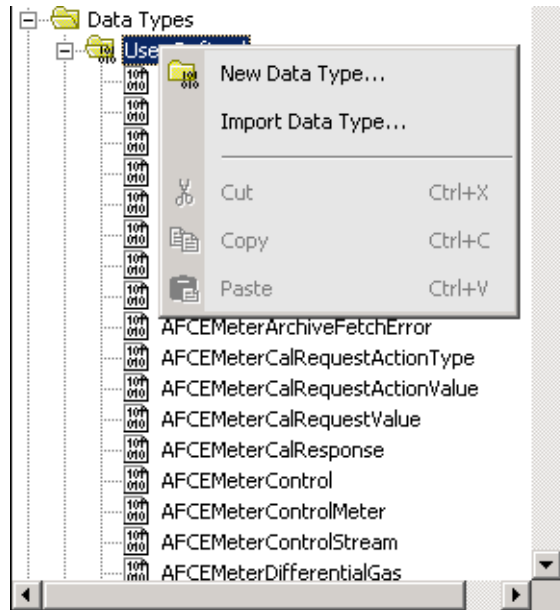 Data Types
New Data Type...
Import Data Type...
Cut Ctrl+X
Copy Ctrl+C
Paste Ctrl+V
AFCEMeterArchiveFetchError
AFCEMeterCalRequestActionType
AFCEMeterCalRequestActionValue
AFCEMeterCalRequestValue
AFCEMeterCalResponse
AFCEMeterControl
AFCEMeterControlMeter
AFCEMeterControlStream
AFCEMeterDifferentialGas